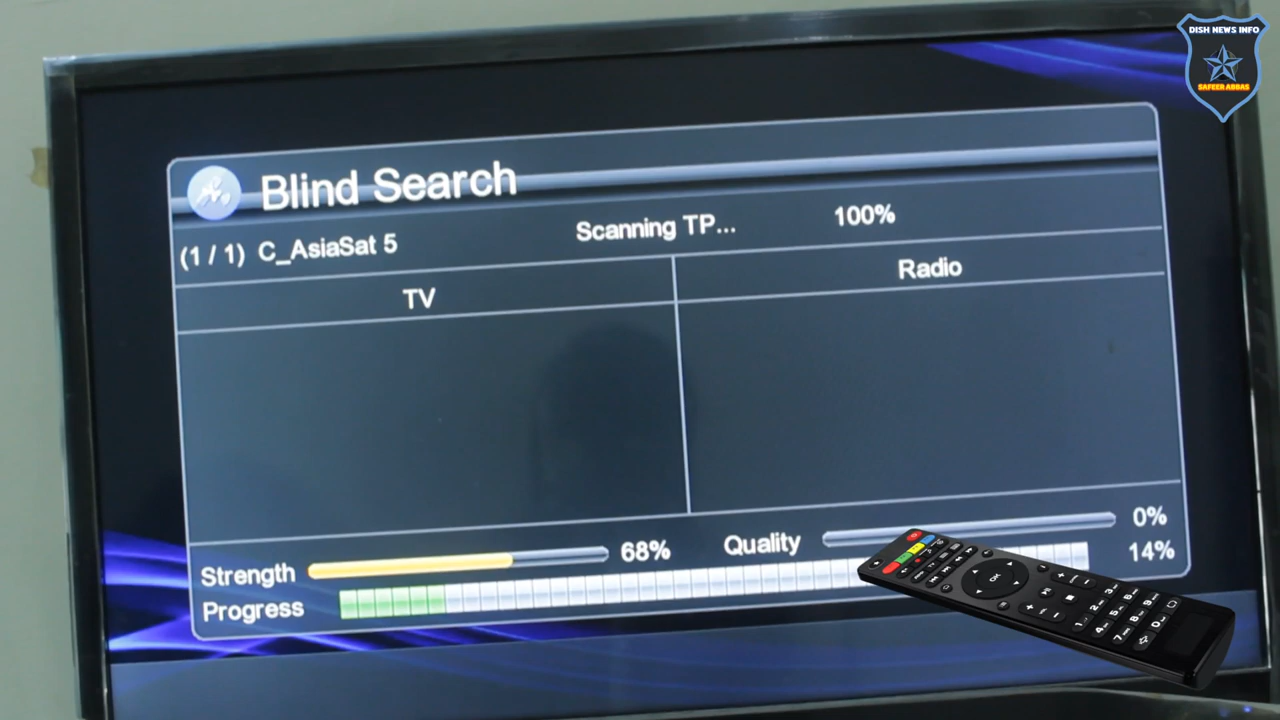 DISH NEWS INFO
SAFEER ABBAS
Blind Search
(1 / 1) C_AsiaSat 5 Scanning TP... 100%
TV Radio
Strength 68% Quality 0%
Progress 14%
OK